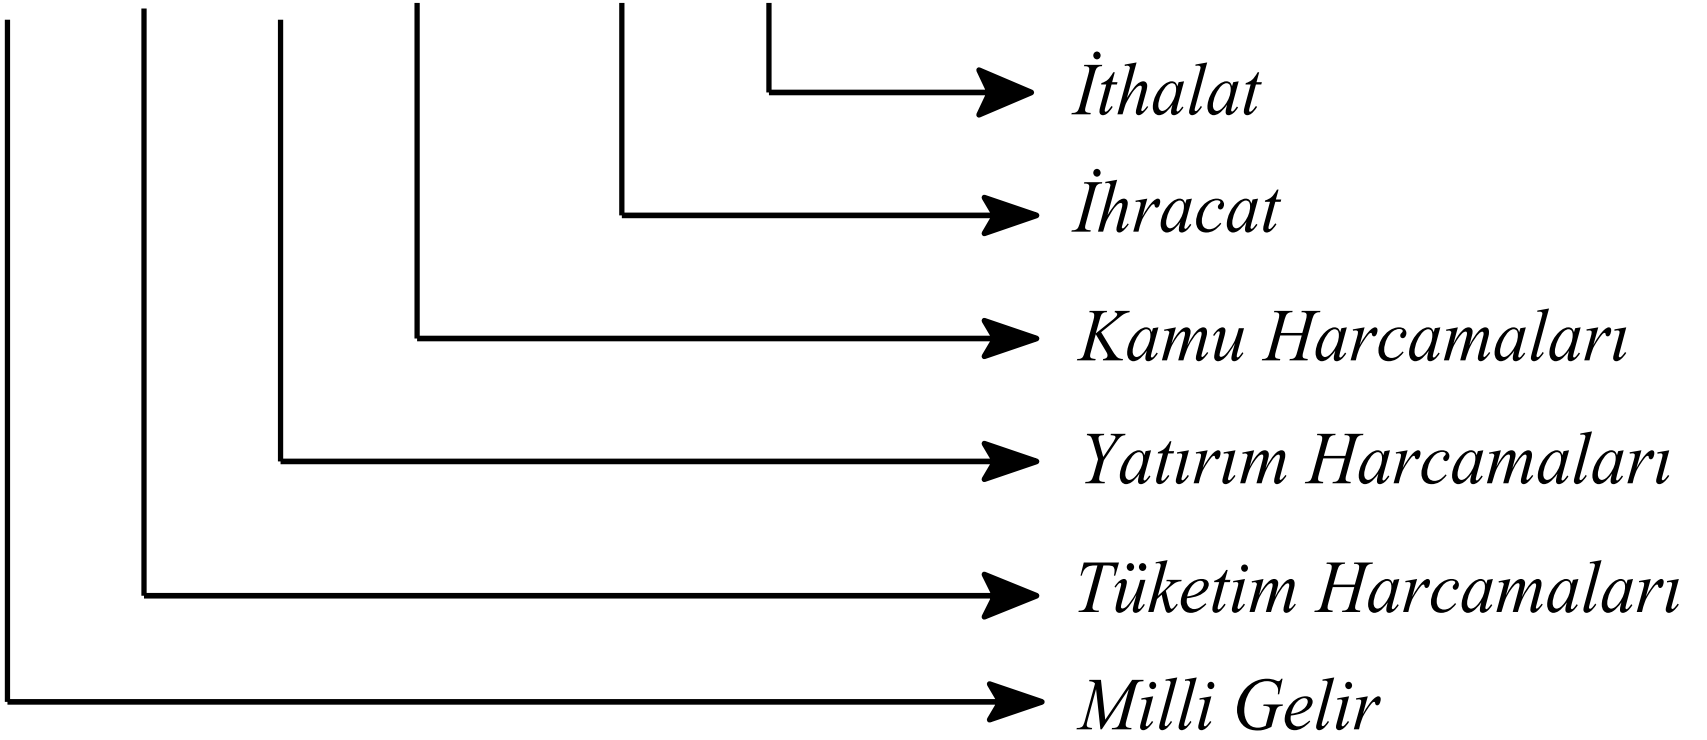 İthalat
İhracat
Kamu Harcamaları
Yatırım Harcamaları
Tüketim Harcamaları
Milli Gelir